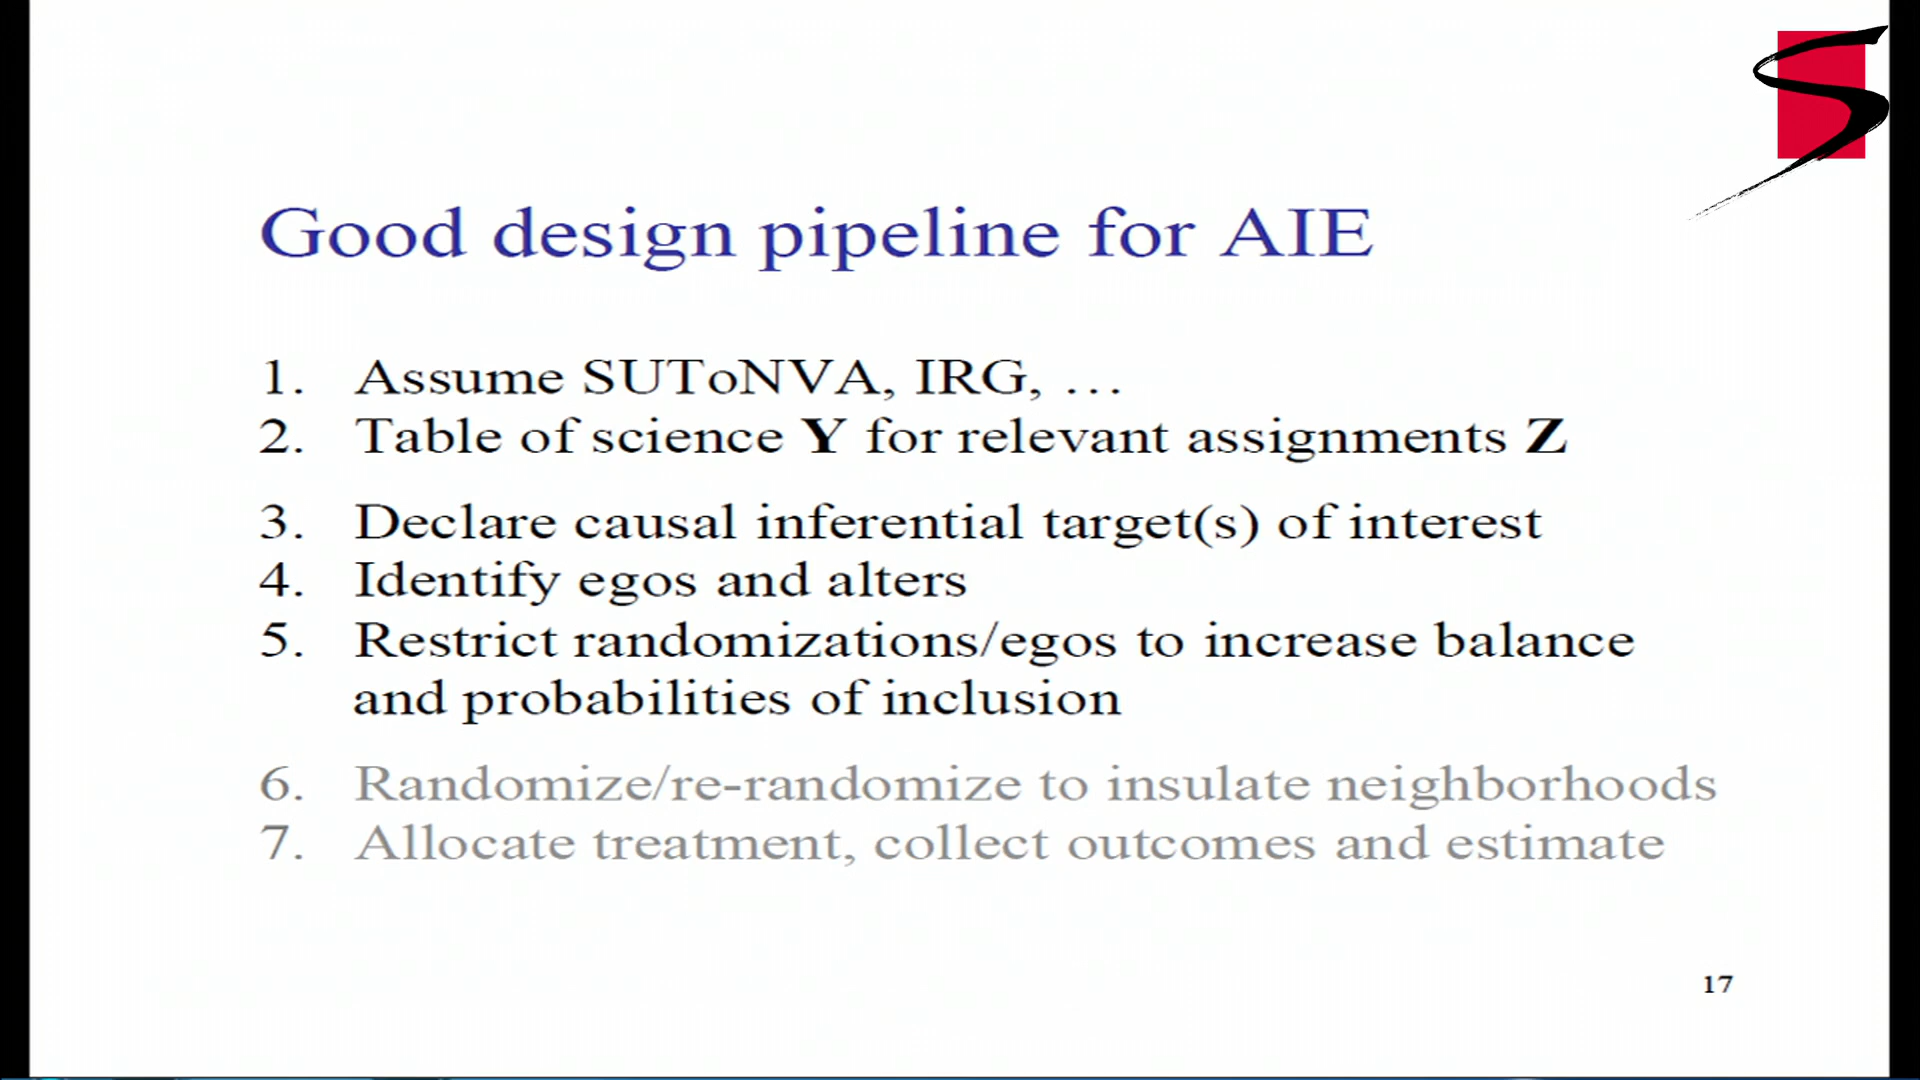 Good design pipeline for AIE
1. Assume SUToNVA, IRG, …
2. Table of science Y for relevant assignments Z
3. Declare causal inferential target(s) of interest
4. Identify egos and alters
5. Restrict randomizations/egos to increase balance
and probabilities of inclusion
6. Randomize/re-randomize to insulate neighborhoods
7. Allocate treatment, collect outcomes and estimate
17